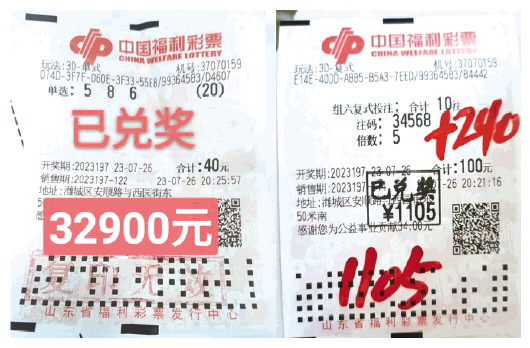 中国福利彩票
CHINA WELFARE LOTTERY
玩法:3D-单式 机号:37070159
074D-3F7F-060E-3F33-55E8/99364583/D4607
单选: 5 8 6 (20)
已兑奖
开奖期:2023197 23-07-26 合计:40元
销售期:2023197-122 23-07-26 20:25:57
地址:潍城区安顺路与西园街东
32900元
山东省福利彩票发行中心
中国福利彩票
CHINA WELFARE LOTTERY
玩法:3D-复式 机号:37070159
E14E-400D-A8B5-B5A3-7EED/99364583/84442
组六复式投注: 合计 10注
注码: 34568
倍数: 5
+240
开奖期:2023197 23-07-26 合计:100元
销售期:2023197 20:21:16
地址:潍城区安顺路
已兑奖
¥1105
50米南
感谢您为公益事业贡献34.00元
1105
山东省福利彩票发行中心